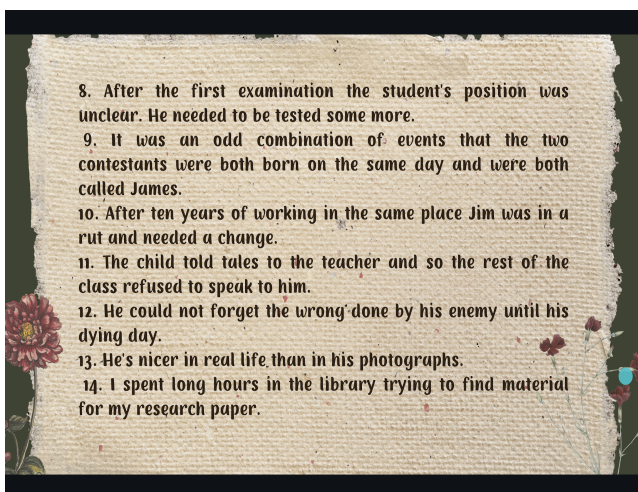 8. After the first examination the student's position was
unclear. He needed to be tested some more.
9. It was an odd combination of events that the two
contestants were both born on the same day and were both
called James.
10. After ten years of working in the same place Jim was in a
rut and needed a change.
11. The child told tales to the teacher and so the rest of the
class refused to speak to him.
12. He could not forget the wrong done by his enemy until his
dying day.
13. He's nicer in real life than in his photographs.
14. I spent long hours in the library trying to find material
for my research paper.